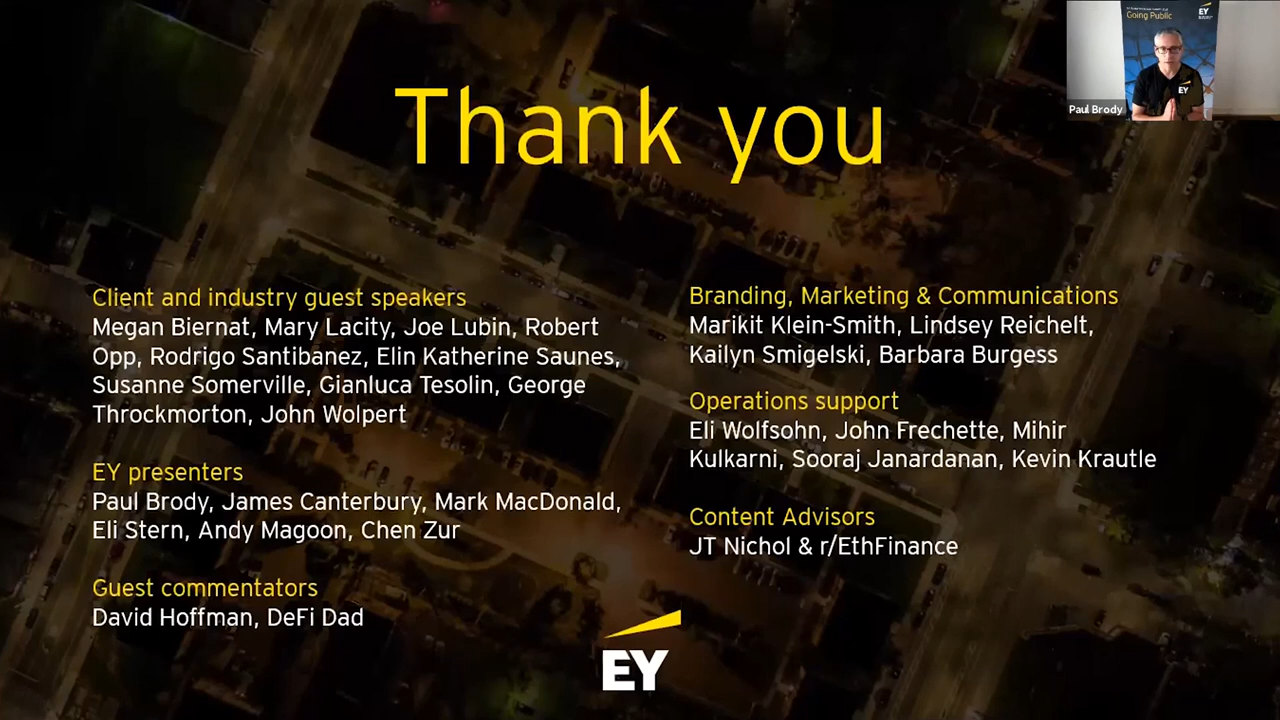 Going Public
EY
EY
Paul Brody
Thank you
Client and industry guest speakers
Megan Biernat, Mary Lacity, Joe Lubin, Robert
Opp, Rodrigo Santibanez, Elin Katherine Saunes,
Susanne Somerville, Gianluca Tesolin, George
Throckmorton, John Wolpert
EY presenters
Paul Brody, James Canterbury, Mark MacDonald,
Eli Stern, Andy Magoon, Chen Zur
Guest commentators
David Hoffman, DeFi Dad
Branding, Marketing & Communications
Marikit Klein-Smith, Lindsey Reichelt,
Kailyn Smigelski, Barbara Burgess
Operations support
Eli Wolfsohn, John Frechette, Mihir
Kulkarni, Sooraj Janardanan, Kevin Krautle
Content Advisors
JT Nichol & r/EthFinance
EY